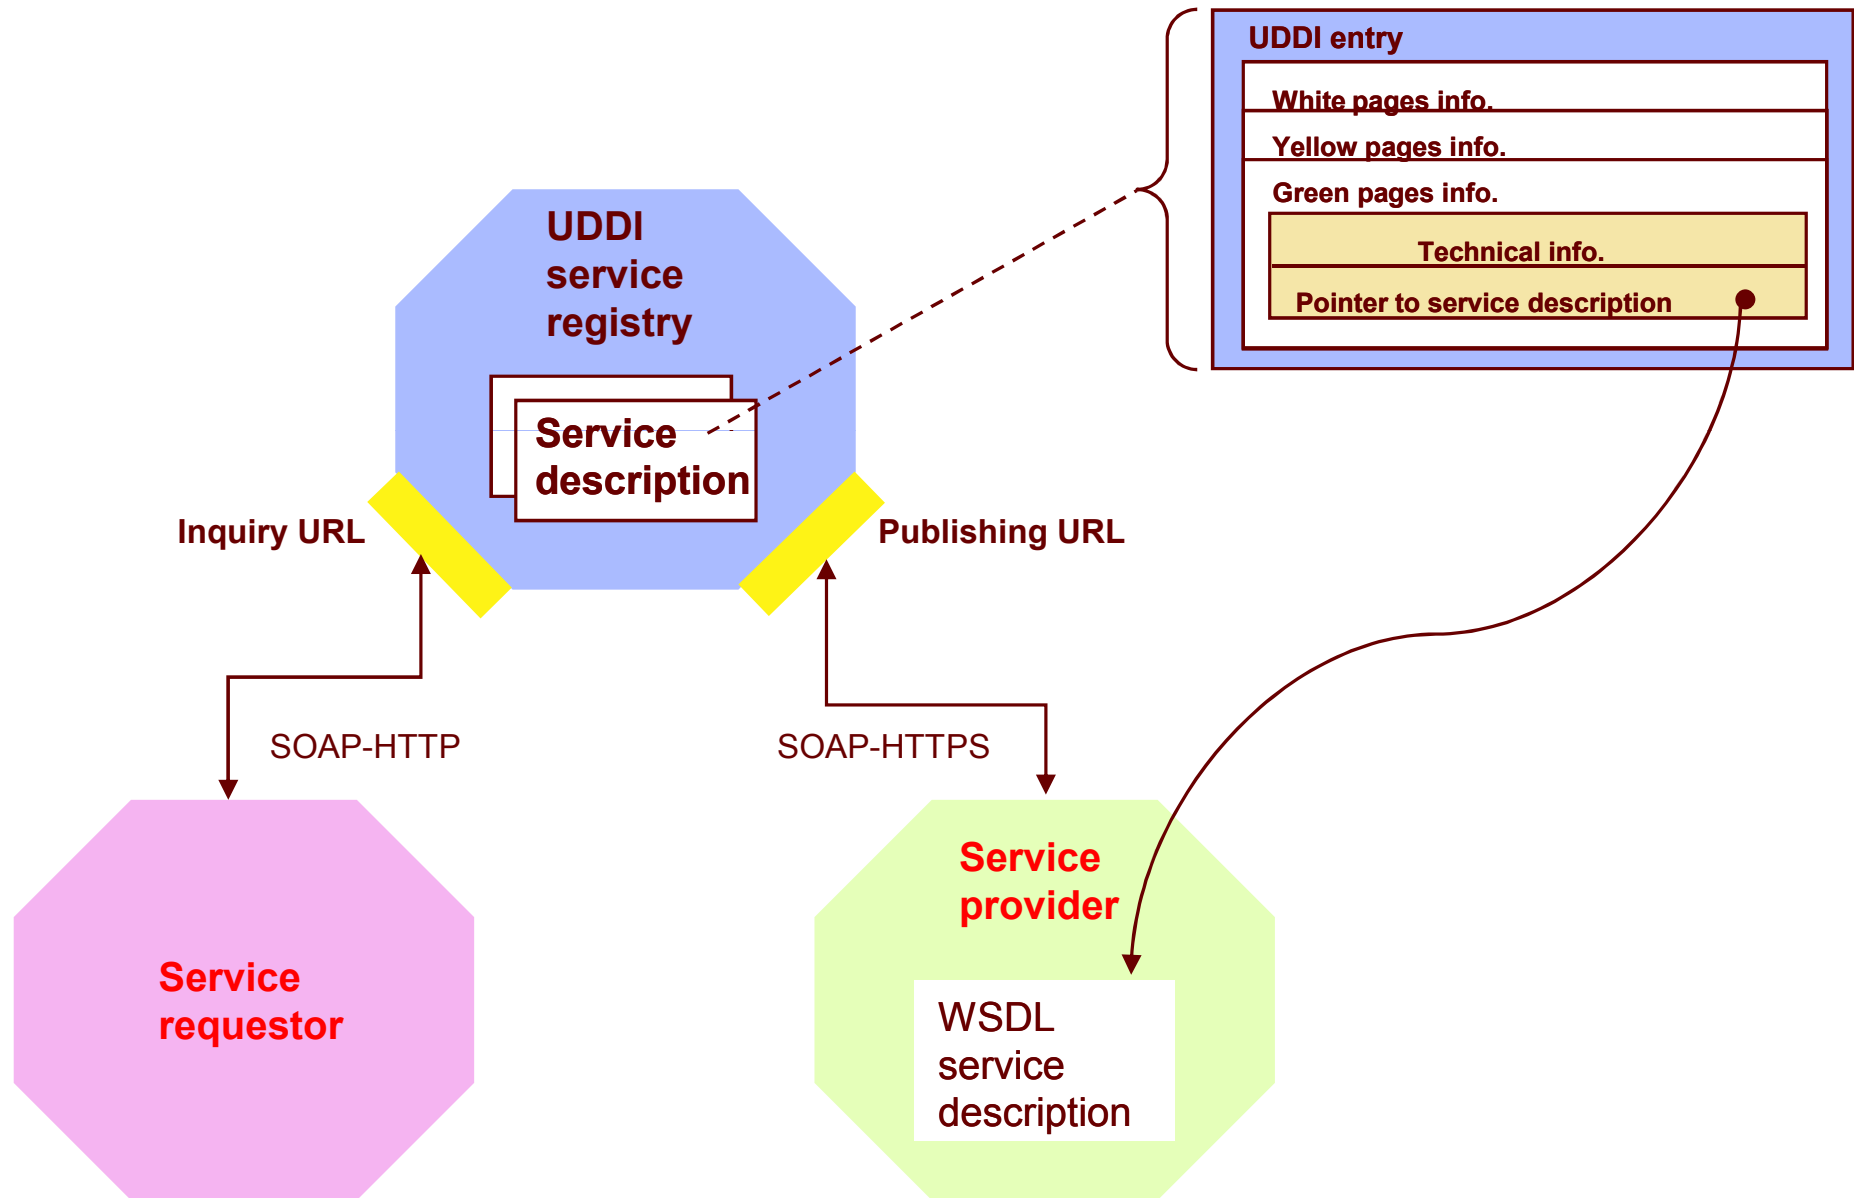 UDDI entry
White pages info.
Yellow pages info.
Green pages info.
Technical info.
Pointer to service description
UDDI
service
registry
Service
description
Inquiry URL
Publishing URL
SOAP-HTTP
SOAP-HTTPS
Service
requestor
Service
provider
WSDL
service
description